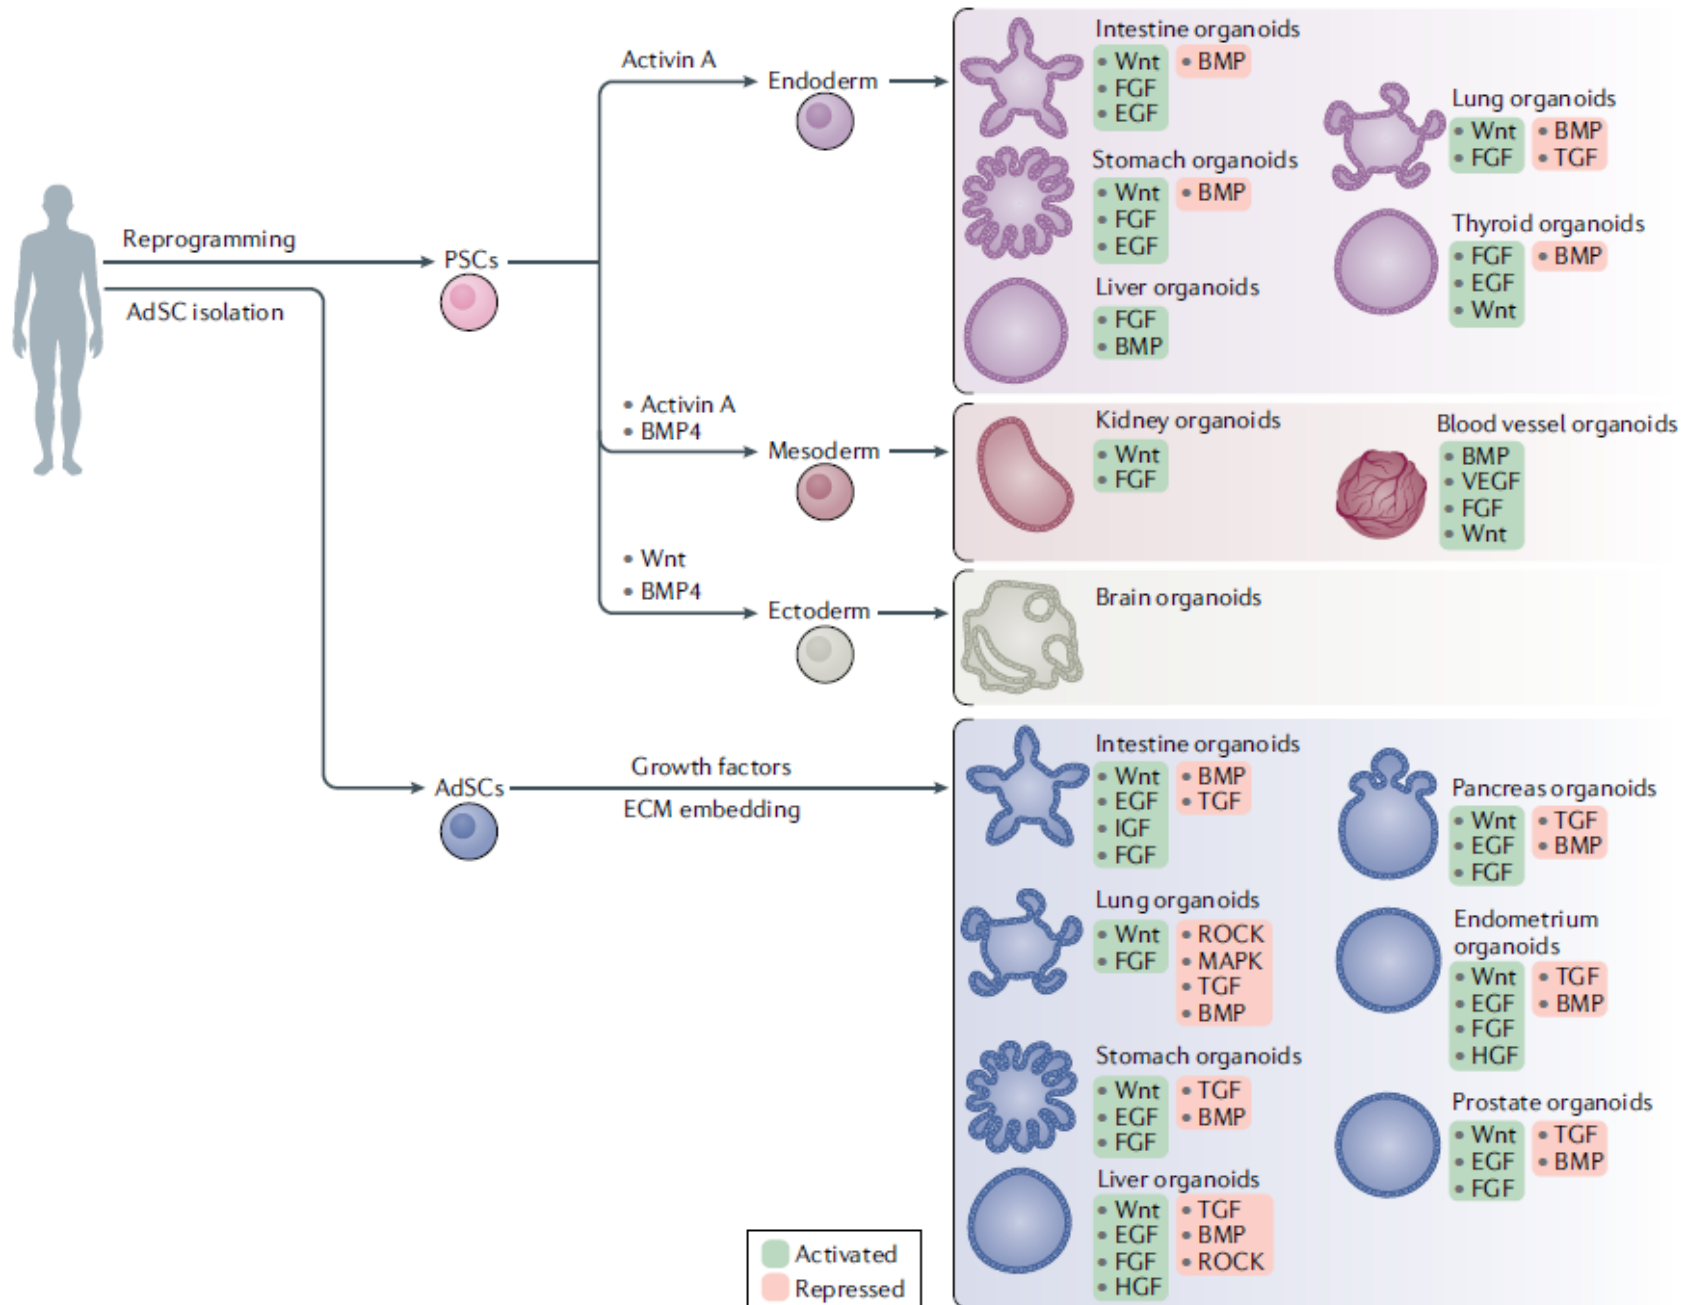 Reprogramming
AdSC isolation
PSCs
Activin A
Endoderm
• Activin A
• BMP4
Mesoderm
• Wnt
• BMP4
Ectoderm
AdSCs
Growth factors
ECM embedding
Intestine organoids
• Wnt
• FGF
• EGF
• BMP
Stomach organoids
• Wnt
• FGF
• EGF
• BMP
Liver organoids
• FGF
• BMP
Lung organoids
• Wnt
• FGF
• BMP
• TGF
Thyroid organoids
• FGF
• EGF
• Wnt
• BMP
Kidney organoids
• Wnt
• FGF
Blood vessel organoids
• BMP
• VEGF
• FGF
• Wnt
Brain organoids
Intestine organoids
• Wnt
• EGF
• IGF
• FGF
• BMP
• TGF
Lung organoids
• Wnt
• FGF
• ROCK
• MAPK
• TGF
• BMP
Stomach organoids
• Wnt
• EGF
• FGF
• TGF
• BMP
Liver organoids
• Wnt
• EGF
• FGF
• HGF
• TGF
• BMP
• ROCK
Pancreas organoids
• Wnt
• EGF
• FGF
• TGF
• BMP
Endometrium
organoids
• Wnt
• EGF
• FGF
• HGF
• TGF
• BMP
Prostate organoids
• Wnt
• EGF
• FGF
• TGF
• BMP
Activated
Repressed